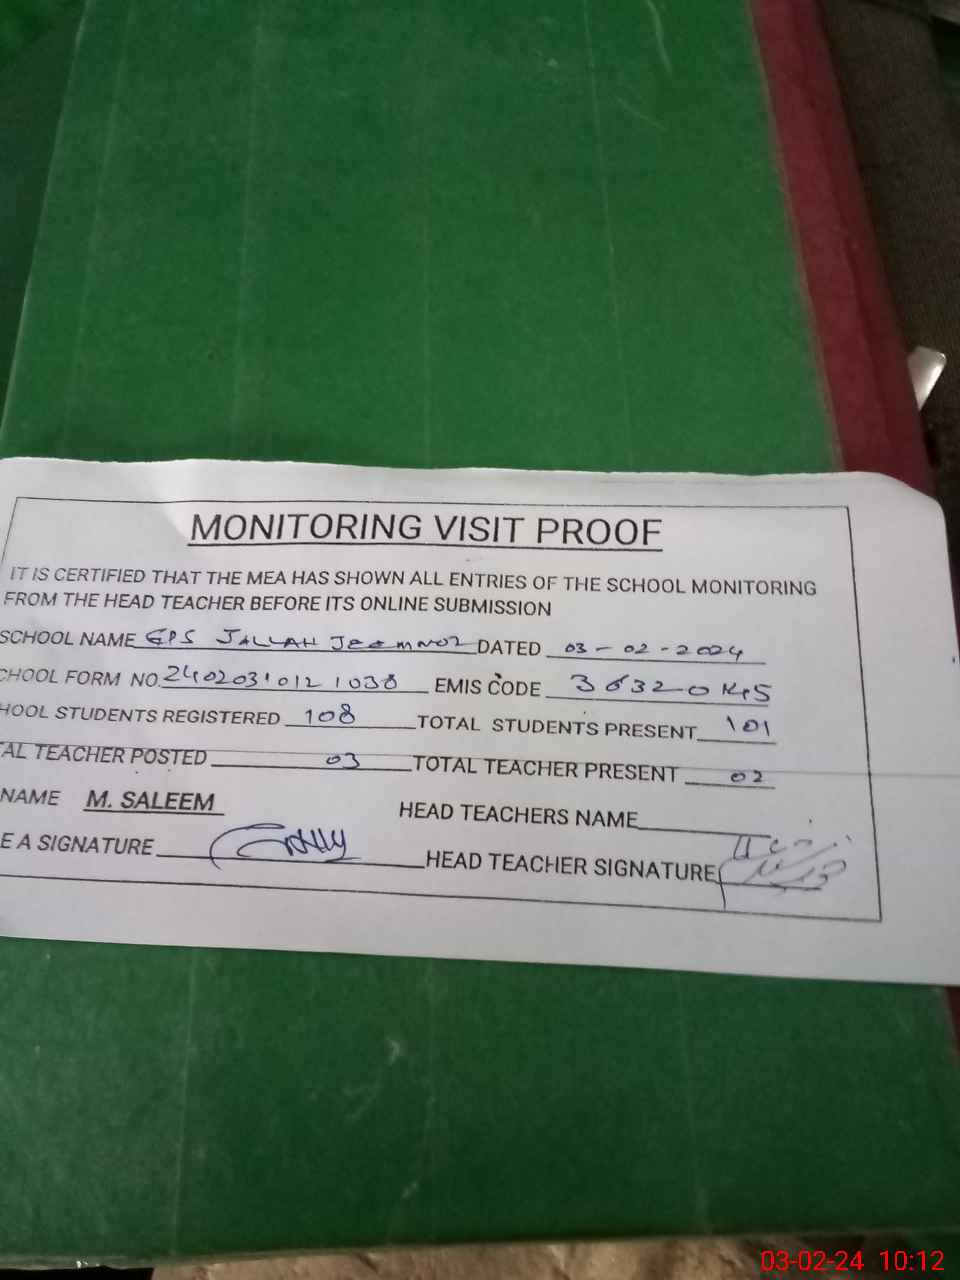 MONITORING VISIT PROOF
IT IS CERTIFIED THAT THE MEA HAS SHOWN ALL ENTRIES OF THE SCHOOL MONITORING
FROM THE HEAD TEACHER BEFORE ITS ONLINE SUBMISSION
SCHOOL NAME GPS JALLAH DATED 03-02-2024
CHOOL FORM NO. 2402031012 1038 EMIS CODE
HOOL STUDENTS REGISTERED 108 TOTAL STUDENTS PRESENT 101
AL TEACHER POSTED 03 TOTAL TEACHER PRESENT 02
NAME M. SALEEM HEAD TEACHERS NAME
E A SIGNATURE HEAD TEACHER SIGNATURE
03-02-24 10:12